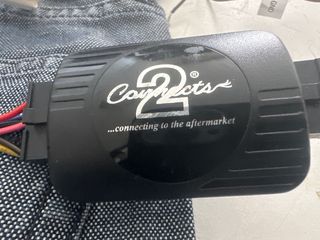 Connects2®
...connecting to the aftermarket